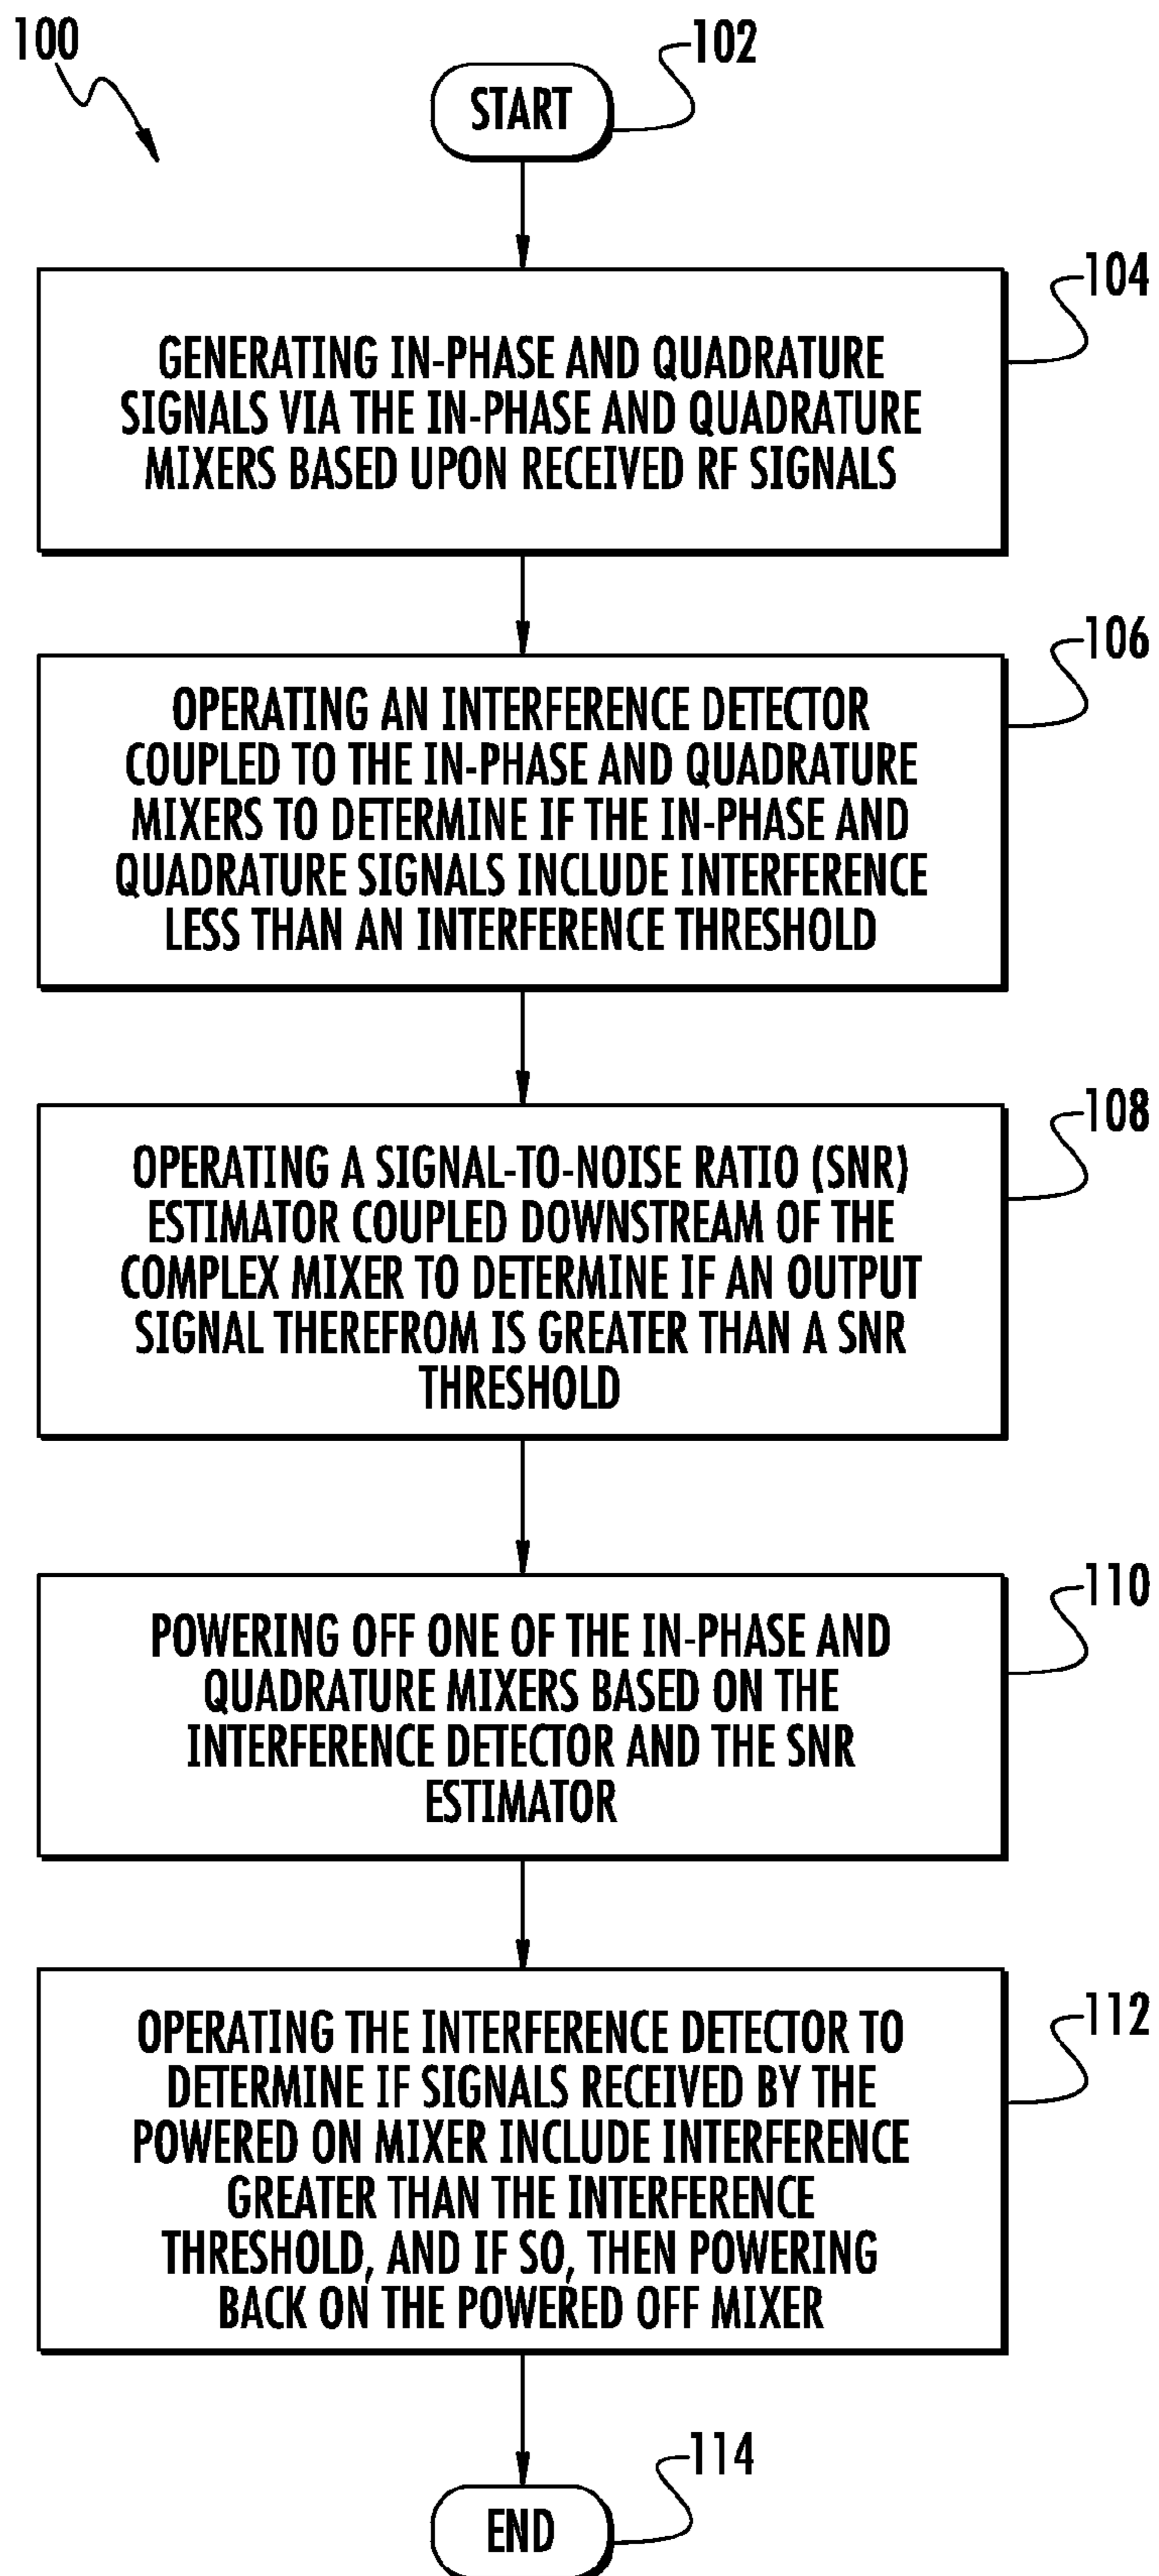 100
102
START
104
GENERATING IN-PHASE AND QUADRATURE
SIGNALS VIA THE IN-PHASE AND QUADRATURE
MIXERS BASED UPON RECEIVED RF SIGNALS
106
OPERATING AN INTERFERENCE DETECTOR
COUPLED TO THE IN-PHASE AND QUADRATURE
MIXERS TO DETERMINE IF THE IN-PHASE AND
QUADRATURE SIGNALS INCLUDE INTERFERENCE
LESS THAN AN INTERFERENCE THRESHOLD
108
OPERATING A SIGNAL-TO-NOISE RATIO (SNR)
ESTIMATOR COUPLED DOWNSTREAM OF THE
COMPLEX MIXER TO DETERMINE IF AN OUTPUT
SIGNAL THEREFROM IS GREATER THAN A SNR
THRESHOLD
110
POWERING OFF ONE OF THE IN-PHASE AND
QUADRATURE MIXERS BASED ON THE
INTERFERENCE DETECTOR AND THE SNR
ESTIMATOR
112
OPERATING THE INTERFERENCE DETECTOR TO
DETERMINE IF SIGNALS RECEIVED BY THE
POWERED ON MIXER INCLUDE INTERFERENCE
GREATER THAN THE INTERFERENCE
THRESHOLD, AND IF SO, THEN POWERING
BACK ON THE POWERED OFF MIXER
114
END